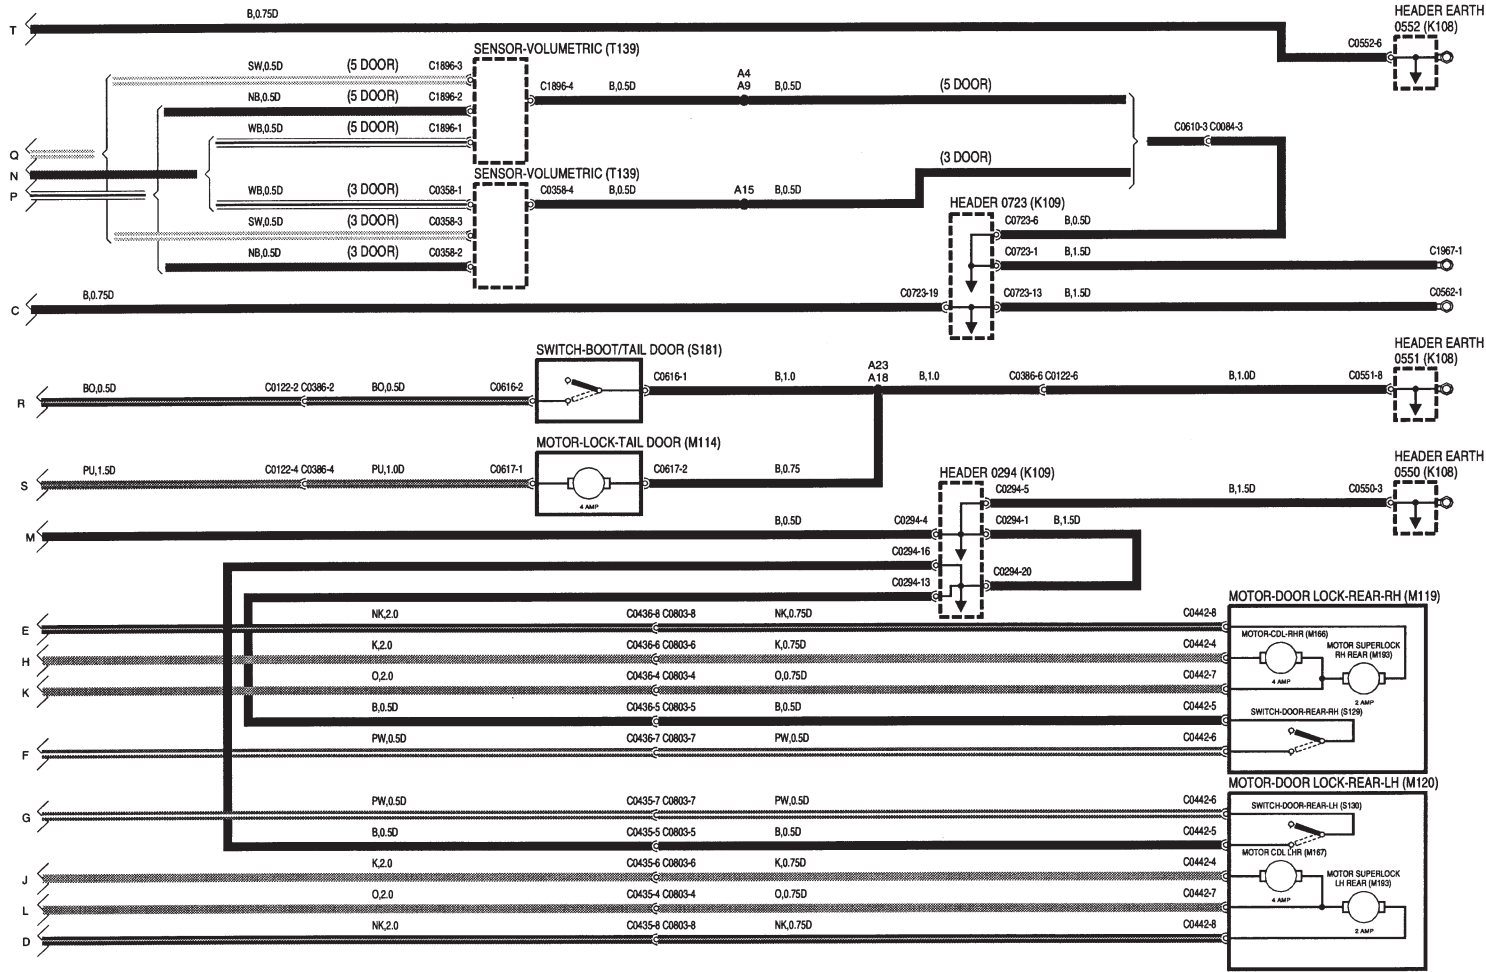 T
B,0.75D
HEADER EARTH
0552 (K108)
C0552-6
SENSOR-VOLUMETRIC (T139)
SW,0.5D (5 DOOR) C1896-3
NB,0.5D (5 DOOR) C1896-2
WB,0.5D (5 DOOR) C1896-1
C1896-4 B,0.5D
A4
A9
B,0.5D (5 DOOR)
C0610-3 C0084-3
Q
N
P
SENSOR-VOLUMETRIC (T139)
WB,0.5D (3 DOOR) C0358-1
SW,0.5D (3 DOOR) C0358-3
NB,0.5D (3 DOOR) C0358-2
C0358-4 B,0.5D A15 B,0.5D
(3 DOOR)
HEADER 0723 (K109)
C0723-6 B,0.5D
C0723-1 B,1.5D C1967-1
C B,0.75D C0723-19 C0723-13 B,1.5D C0562-1
SWITCH-BOOT/TAIL DOOR (S181)
HEADER EARTH
0551 (K108)
R BO,0.5D C0122-2 C0386-2 BO,0.5D C0616-2
C0616-1 B,1.0
A23
A18
B,1.0 C0386-6 C0122-6 B,1.0D C0551-8
MOTOR-LOCK-TAIL DOOR (M114)
S PU,1.5D C0122-4 C0386-4 PU,1.0D C0617-1
4 AMP
C0617-2 B,0.75
HEADER EARTH
0550 (K108)
HEADER 0294 (K109)
C0294-5 B,1.5D C0550-3
M B,0.5D C0294-4 C0294-1 B,1.5D
C0294-16
C0294-13 C0294-20
MOTOR-DOOR LOCK-REAR-RH (M119)
E NK,2.0 C0436-8 C0803-8 NK,0.75D C0442-8
MOTOR-CDL-RHR (M166)
4 AMP
MOTOR SUPERLOCK
RH REAR (M193)
2 AMP
H K,2.0 C0436-6 C0803-6 K,0.75D C0442-4
K O,2.0 C0436-4 C0803-4 O,0.75D C0442-7
B,0.5D C0436-5 C0803-5 B,0.5D C0442-5
SWITCH-DOOR-REAR-RH (S129)
F PW,0.5D C0436-7 C0803-7 PW,0.5D C0442-6
MOTOR-DOOR LOCK-REAR-LH (M120)
G PW,0.5D C0435-7 C0803-7 PW,0.5D C0442-6
SWITCH-DOOR-REAR-LH (S130)
B,0.5D C0435-5 C0803-5 B,0.5D C0442-5
MOTOR CDL LHR (M167)
4 AMP
MOTOR SUPERLOCK
LH REAR (M193)
2 AMP
J K,2.0 C0435-6 C0803-6 K,0.75D C0442-4
L O,2.0 C0435-4 C0803-4 O,0.75D C0442-7
D NK,2.0 C0435-8 C0803-8 NK,0.75D C0442-8